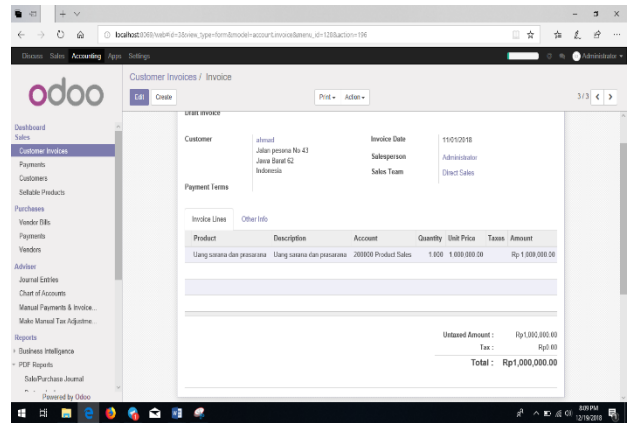 localhost:8069/web#id=3&view_type=form&model=account.invoice&menu_id=128&action=196
Discuss Sales Accounting Apps Settings
Administrator
odoo
Customer Invoices / Invoice
Edit Create
Print Action
3/3
Dashboard
Sales
Customer Invoices
Payments
Customers
Sellable Products
Purchases
Vendor Bills
Payments
Vendors
Adviser
Journal Entries
Chart of Accounts
Manual Payments & Invoice...
Make Manual Tax Adjustme...
Reports
Business Intelligence
PDF Reports
Sale/Purchase Journal
Powered by Odoo
Draft Invoice
Customer ahmad
Jalan pesona No 43
Jawa Barat 62
Indonesia
Payment Terms
Invoice Date 11/01/2018
Salesperson Administrator
Sales Team Direct Sales
Invoice Lines Other Info
Product Description Account Quantity Unit Price Taxes Amount
Uang sarana dan prasarana Uang sarana dan prasarana 200000 Product Sales 1.000 1,000,000.00 Rp 1,000,000.00
Untaxed Amount : Rp1,000,000.00
Tax : Rp0.00
Total : Rp1,000,000.00
8:09 PM
12/19/2018